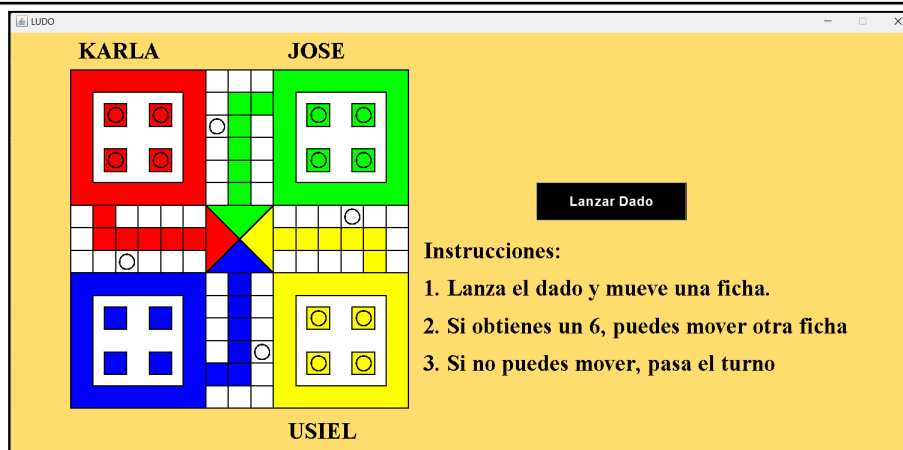 LUDO
KARLA
JOSE
Lanzar Dado
Instrucciones:
1. Lanza el dado y mueve una ficha.
2. Si obtienes un 6, puedes mover otra ficha
3. Si no puedes mover, pasa el turno
USIEL